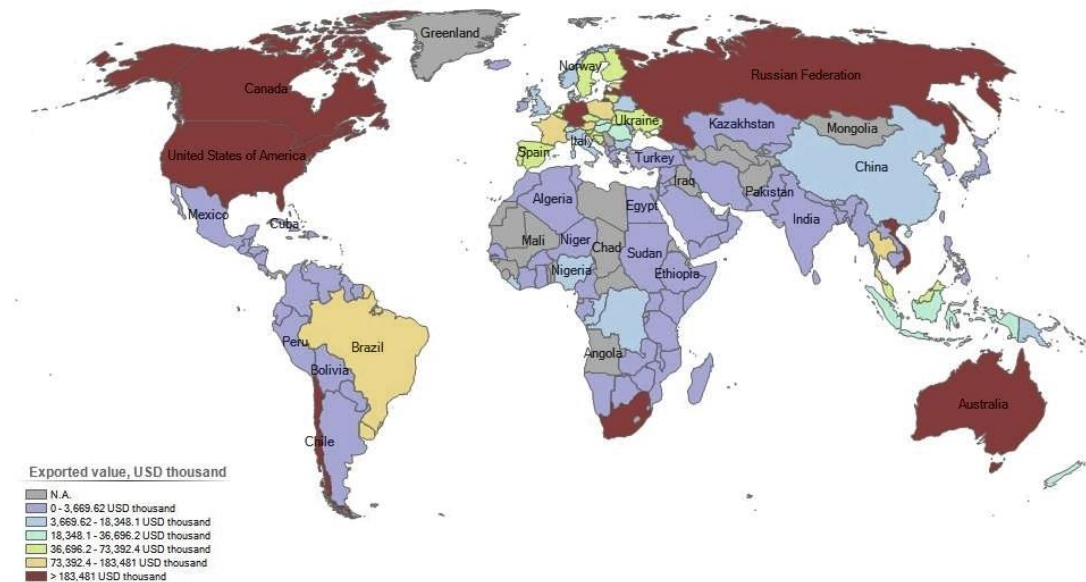 Greenland
Canada
Norway
Russian Federation
United States of America
Ukraine
Kazakhstan
Mongolia
Spain
Italy
Turkey
China
Mexico
Cuba
Algeria
Egypt
Iraq
Pakistan
India
Mali
Niger
Chad
Sudan
Nigeria
Ethiopia
Peru
Brazil
Bolivia
Angola
Chile
Australia
Exported value, USD thousand
N.A.
0 - 3,669.62 USD thousand
3,669.62 - 18,348.1 USD thousand
18,348.1 - 36,696.2 USD thousand
36,696.2 - 73,392.4 USD thousand
73,392.4 - 183,481 USD thousand
> 183,481 USD thousand